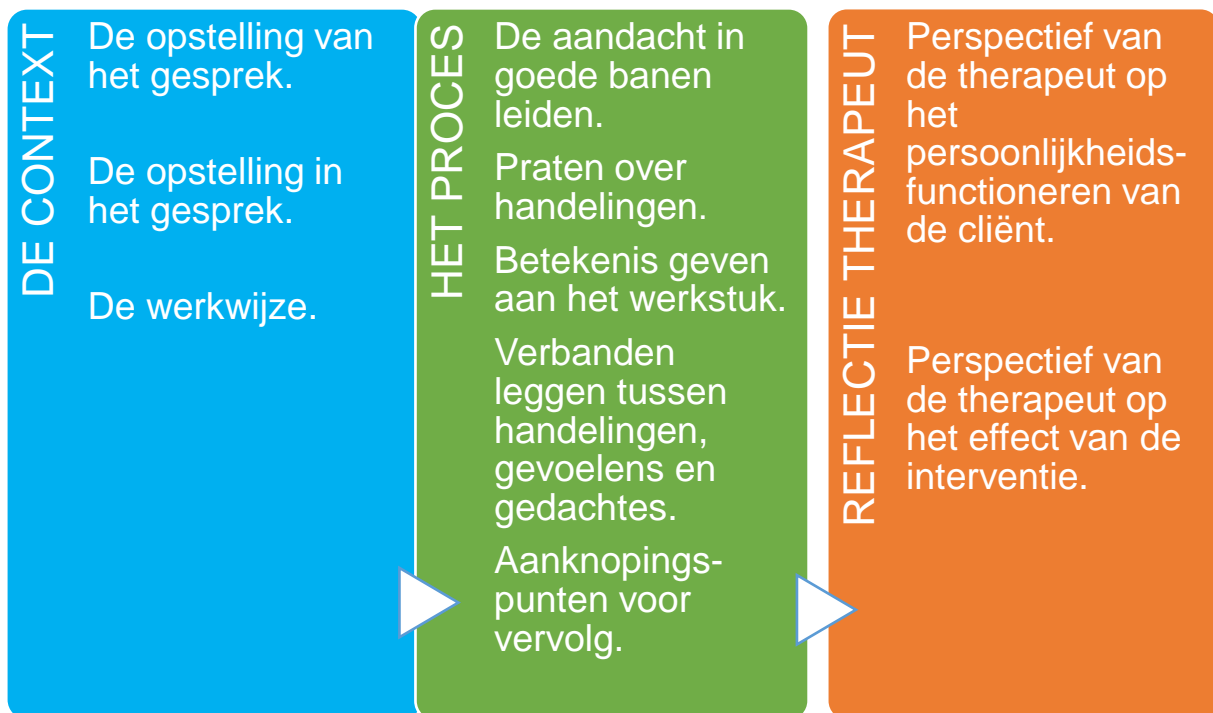 DE CONTEXT
De opstelling van
het gesprek.
De opstelling in
het gesprek.
De werkwijze.
HET PROCES
De aandacht in
goede banen
leiden.
Praten over
handelingen.
Betekenis geven
aan het werkstuk.
Verbanden
leggen tussen
handelingen,
gevoelens en
gedachtes.
Aanknopings-
punten voor
vervolg.
REFLECTIE THERAPEUT
Perspectief van
de therapeut op
het
persoonlijkheids-
functioneren van
de cliënt.
Perspectief van
de therapeut op
het effect van de
interventie.